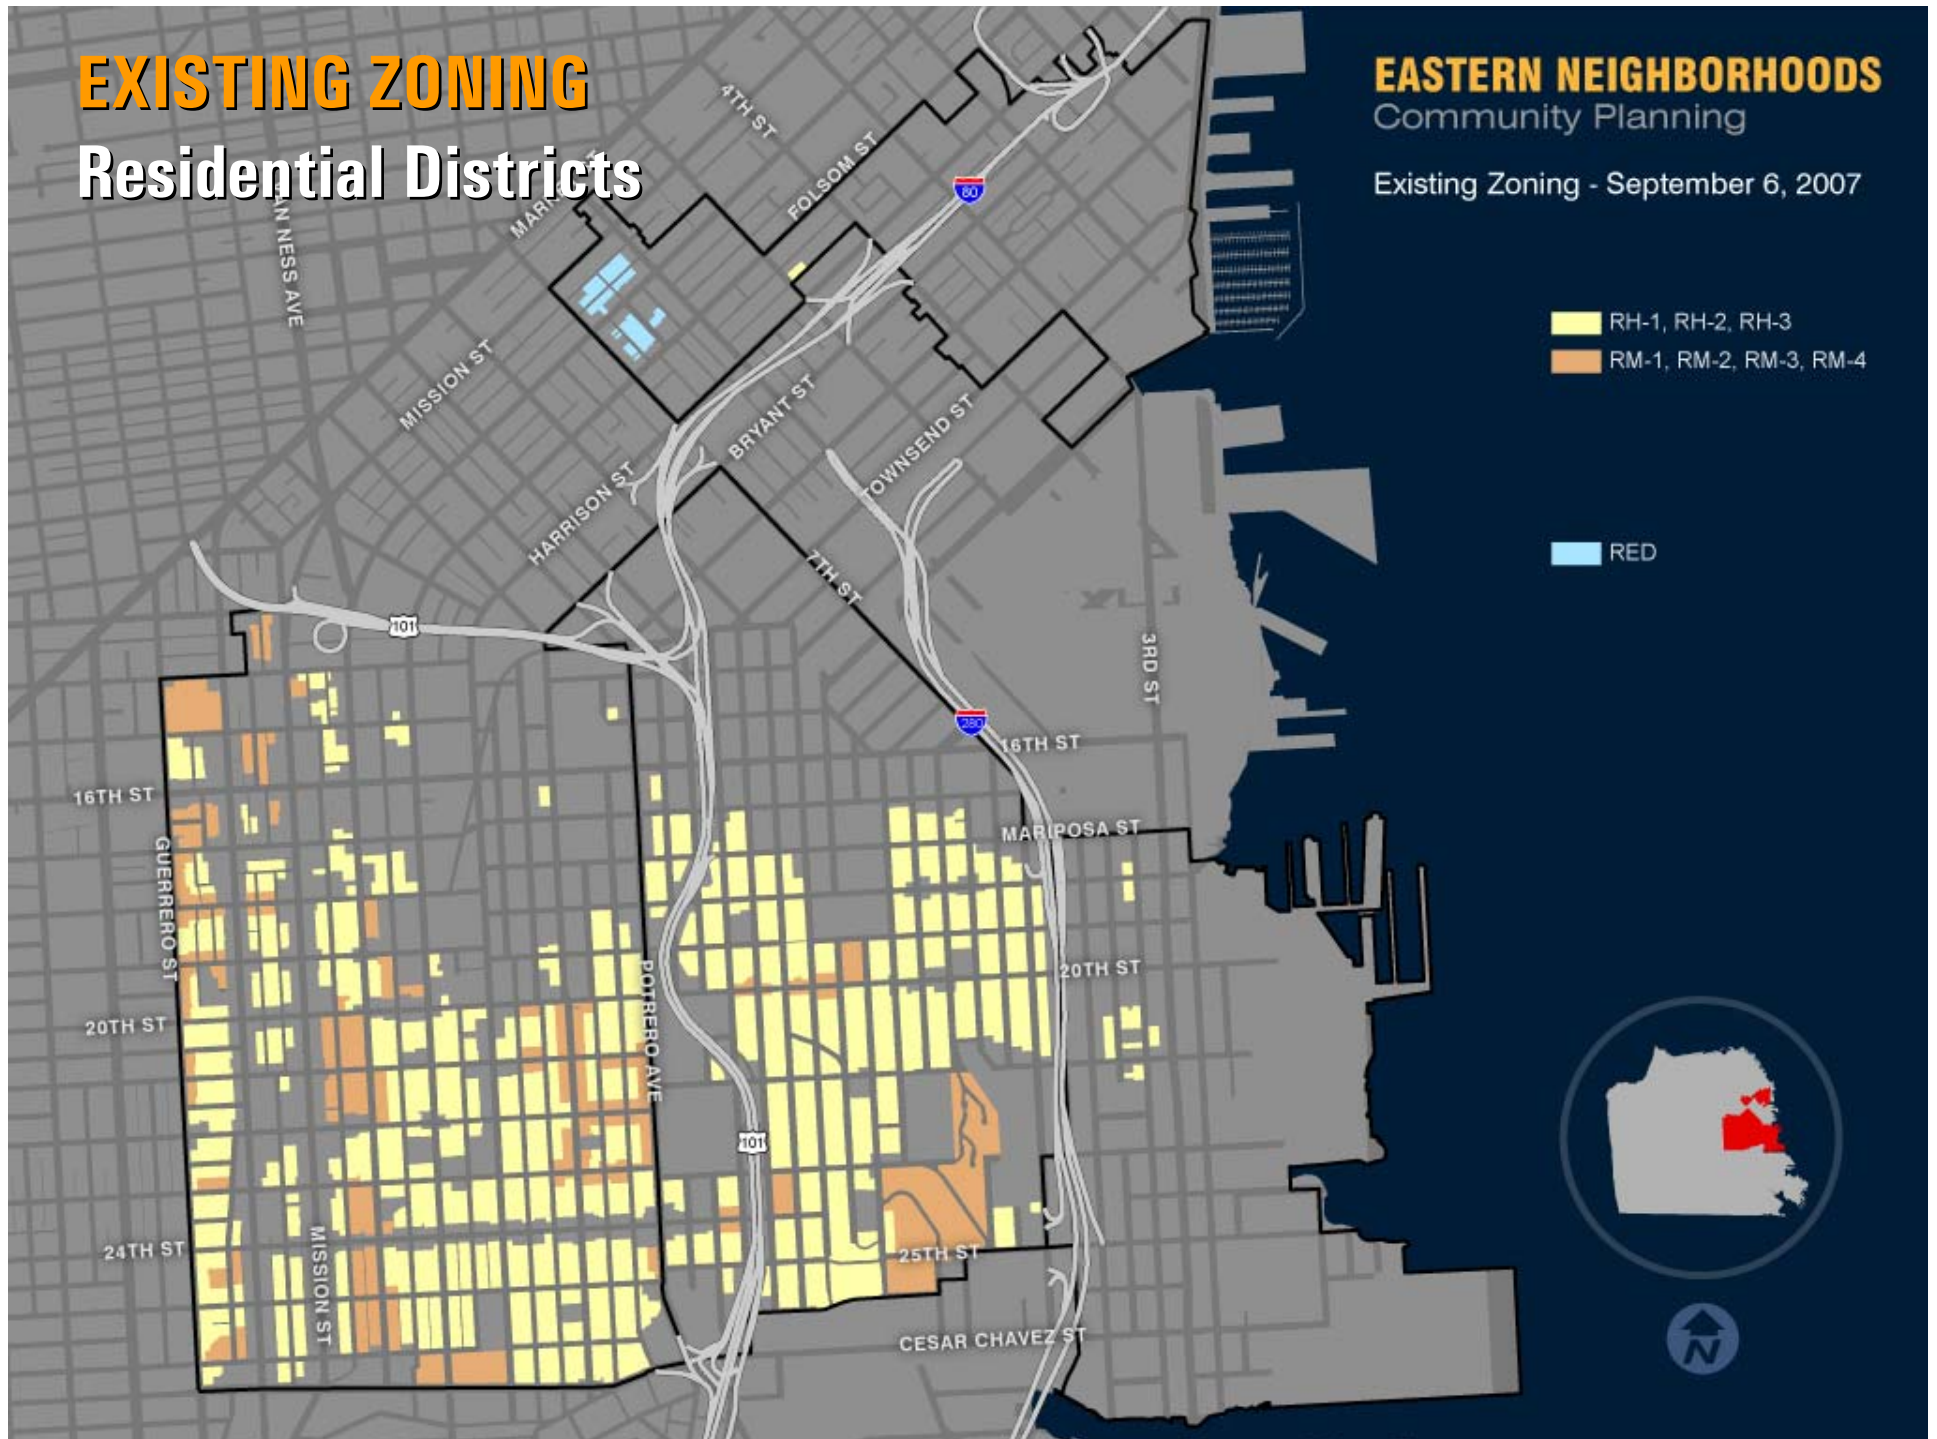 EXISTING ZONING
Residential Districts
EASTERN NEIGHBORHOODS
Community Planning
Existing Zoning - September 6, 2007
RH-1, RH-2, RH-3
RM-1, RM-2, RM-3, RM-4
RED
4TH ST
FOLSOM ST
80
NESS AVE
MISSION ST
BRYANT ST
TOWNSEND ST
HARRISON ST
7TH ST
101
3RD ST
280
16TH ST
16TH ST
MARIPOSA ST
GUERRERO ST
POTRERO AVE
20TH ST
20TH ST
101
MISSION ST
24TH ST
25TH ST
CESAR CHAVEZ ST
N